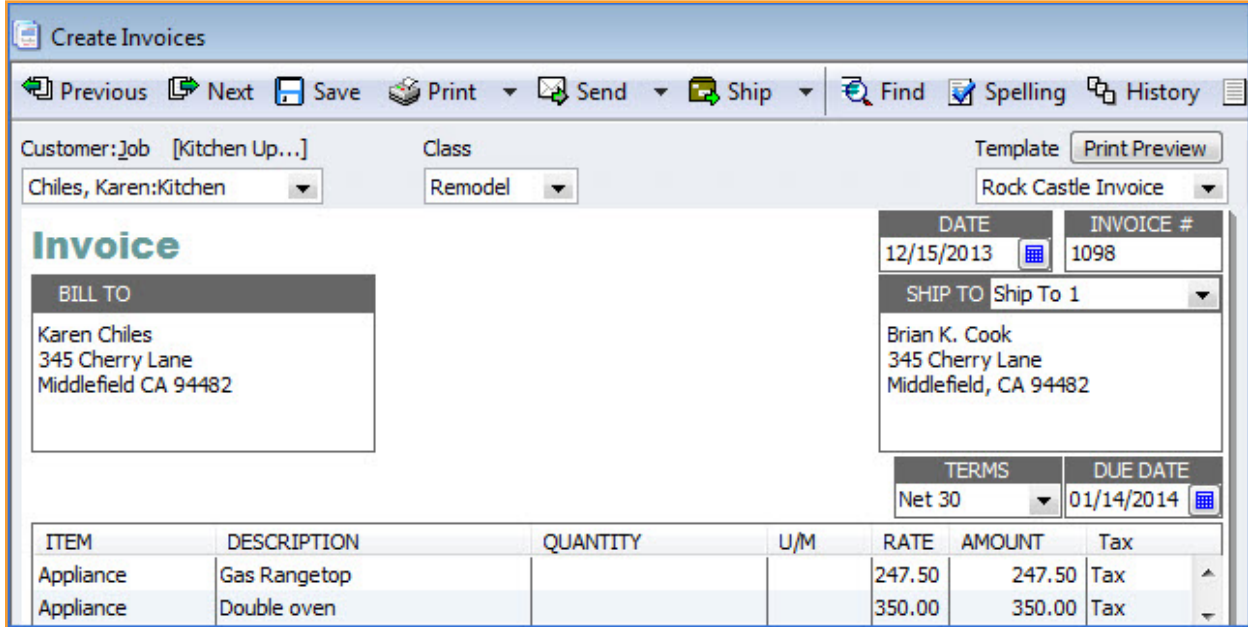 Create Invoices
Previous Next Save Print Send Ship Find Spelling History
Customer:Job [Kitchen Up...] Class Template Print Preview
Chiles, Karen:Kitchen Remodel Rock Castle Invoice
Invoice
DATE INVOICE #
12/15/2013 1098
BILL TO SHIP TO Ship To 1
Karen Chiles Brian K. Cook
345 Cherry Lane 345 Cherry Lane
Middlefield CA 94482 Middlefield, CA 94482
TERMS DUE DATE
Net 30 01/14/2014
ITEM DESCRIPTION QUANTITY U/M RATE AMOUNT Tax
Appliance Gas Rangetop 247.50 247.50 Tax
Appliance Double oven 350.00 350.00 Tax